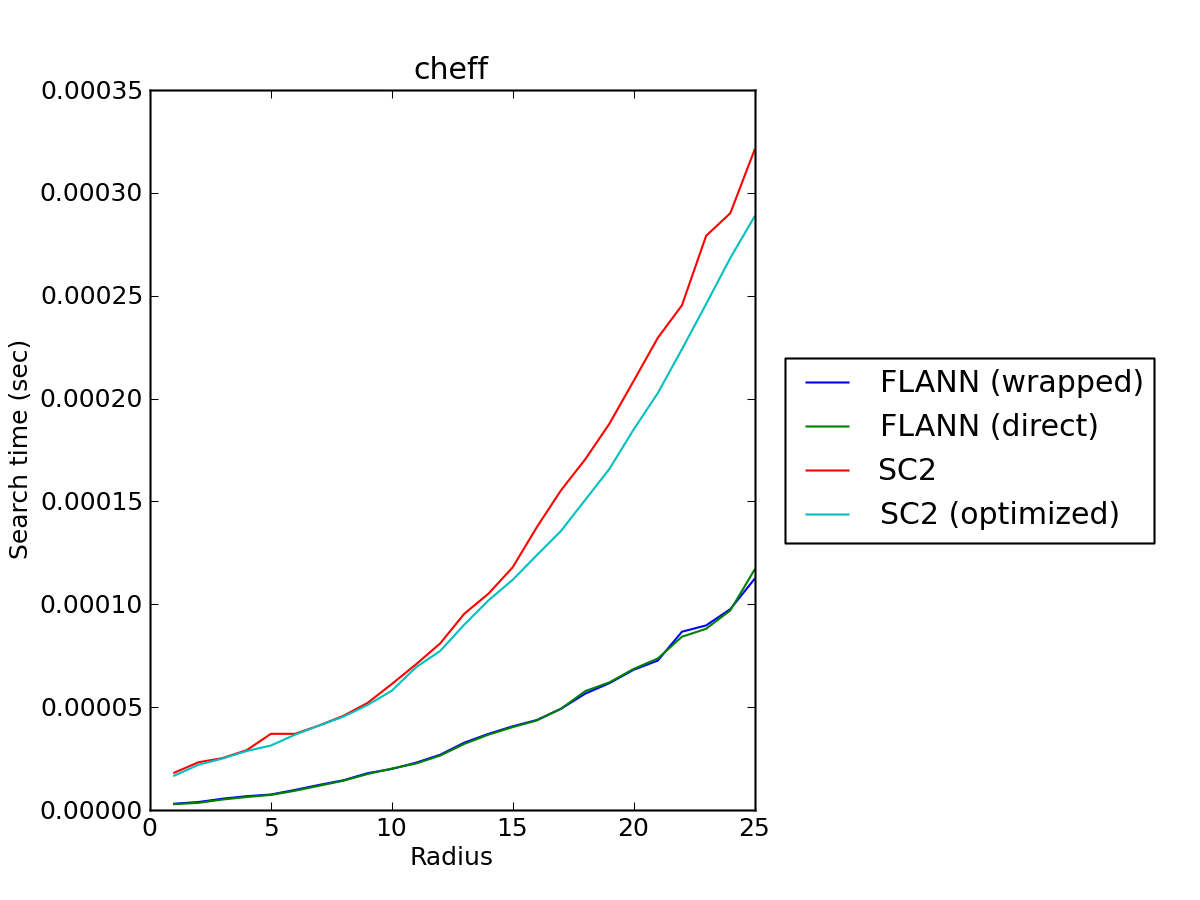 cheff
0.00035
0.00030
0.00025
0.00020
0.00015
0.00010
0.00005
0.00000
Search time (sec)
0 5 10 15 20 25
Radius
FLANN (wrapped)
FLANN (direct)
SC2
SC2 (optimized)